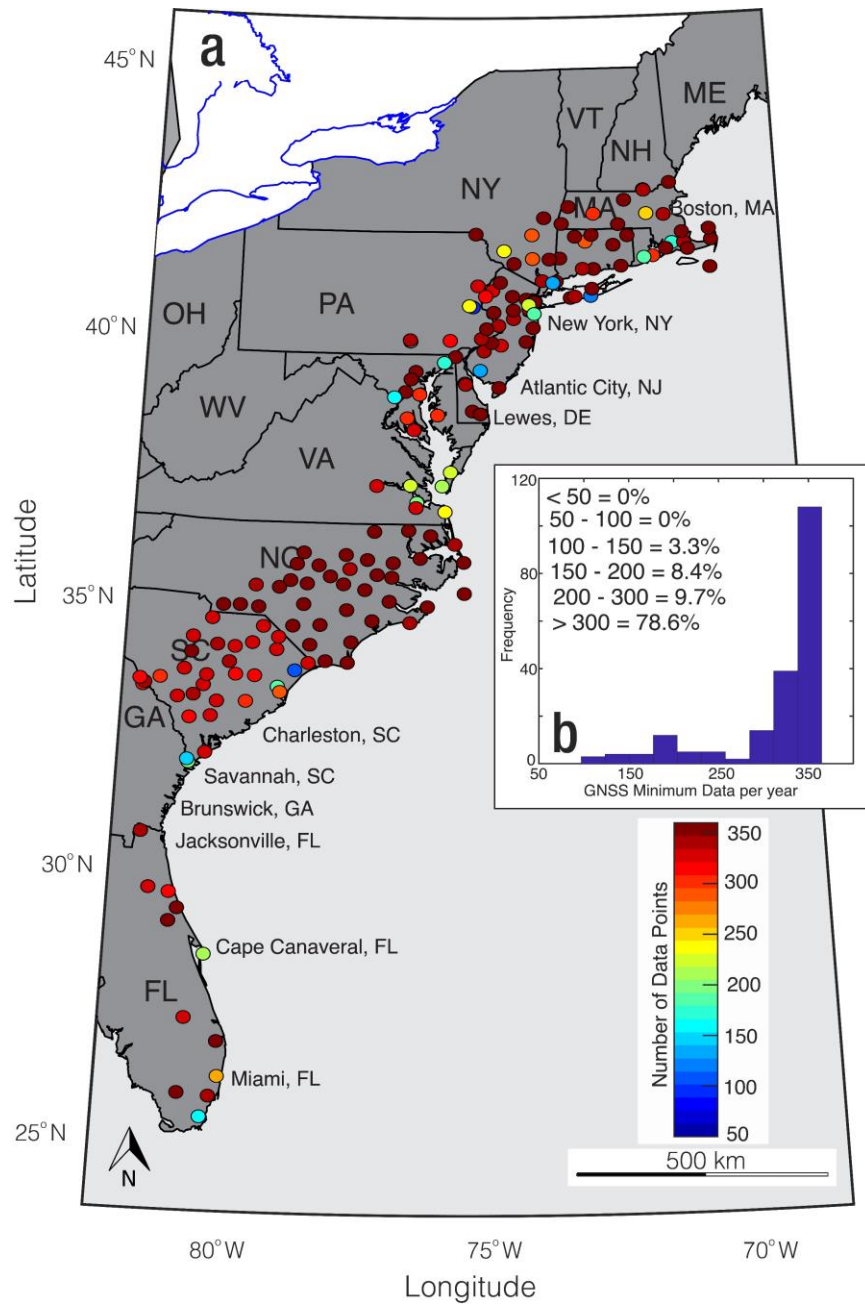 a
45°N
40°N
35°N
30°N
25°N
Latitude
80°W
75°W
70°W
Longitude
ME
VT
NH
NY
MA
Boston, MA
PA
OH
New York, NY
WV
Atlantic City, NJ
Lewes, DE
VA
NC
SC
GA
Charleston, SC
Savannah, SC
Brunswick, GA
Jacksonville, FL
Cape Canaveral, FL
FL
Miami, FL
N
b
120
80
40
0
Frequency
< 50 = 0%
50 - 100 = 0%
100 - 150 = 3.3%
150 - 200 = 8.4%
200 - 300 = 9.7%
> 300 = 78.6%
50
150
250
350
GNSS Minimum Data per year
Number of Data Points
350
300
250
200
150
100
50
500 km